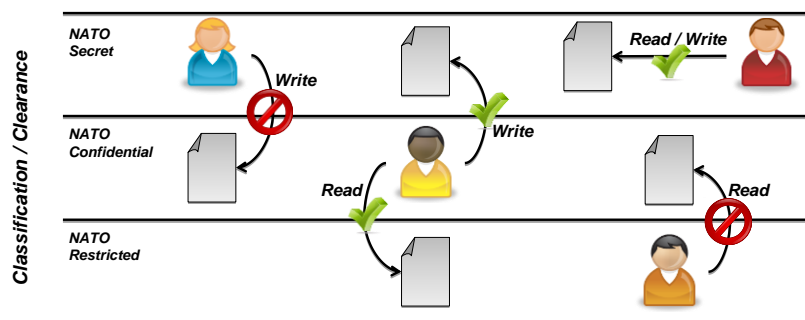 Classification / Clearance
NATO
Secret
Write
Read / Write
NATO
Confidential
Write
Read
Read
NATO
Restricted